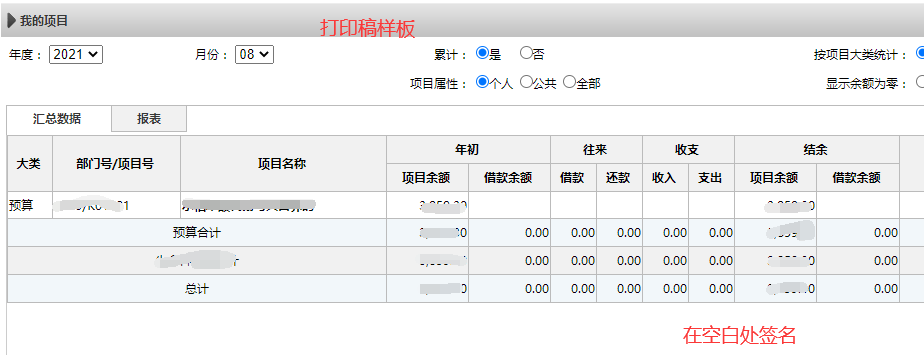 我的项目
打印稿样板
年度： 2021 月份： 08 累计： 是 否 按项目大类统计：
项目属性： 个人 公共 全部 显示余额为零：
汇总数据 报表
大类 部门号/项目号 项目名称 年初 往来 收支 结余
项目余额 借款余额 借款 还款 收入 支出 项目余额 借款余额
预算
预算合计 0.00 0.00 0.00 0.00 0.00 0.00
0.00 0.00 0.00 0.00 0.00 0.00
总计 0.00 0.00 0.00 0.00 0.00 0.00
在空白处签名